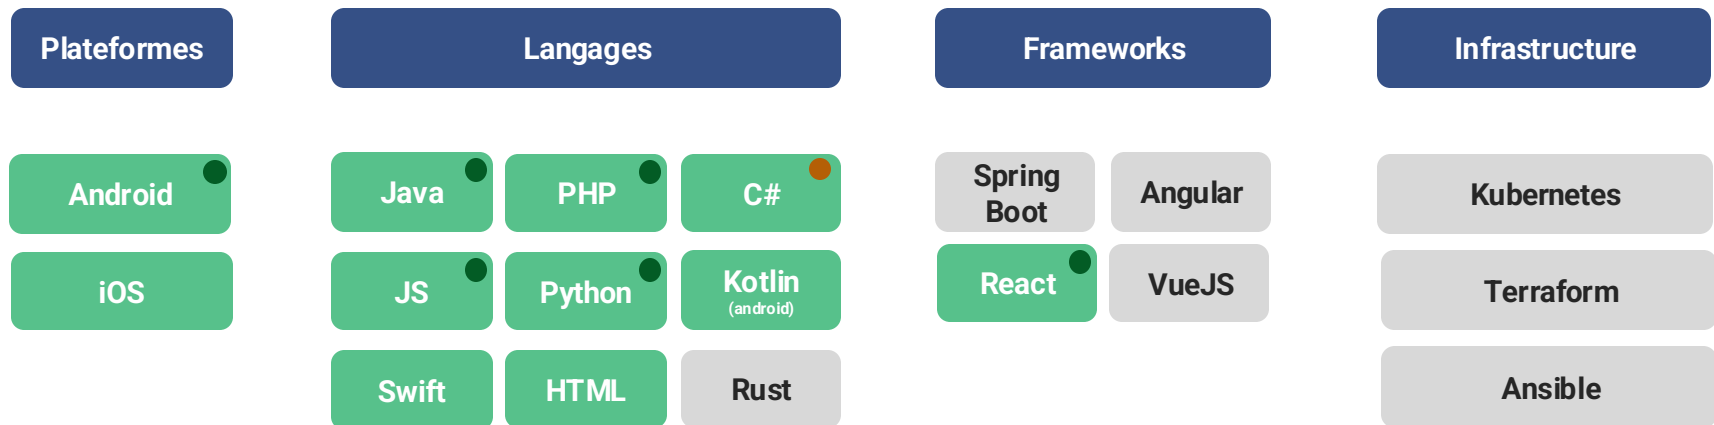 Plateformes
Langages
Frameworks
Infrastructure
Android
Java
PHP
C#
Spring
Boot
Angular
Kubernetes
iOS
JS
Python
Kotlin
(android)
React
VueJS
Terraform
Swift
HTML
Rust
Ansible